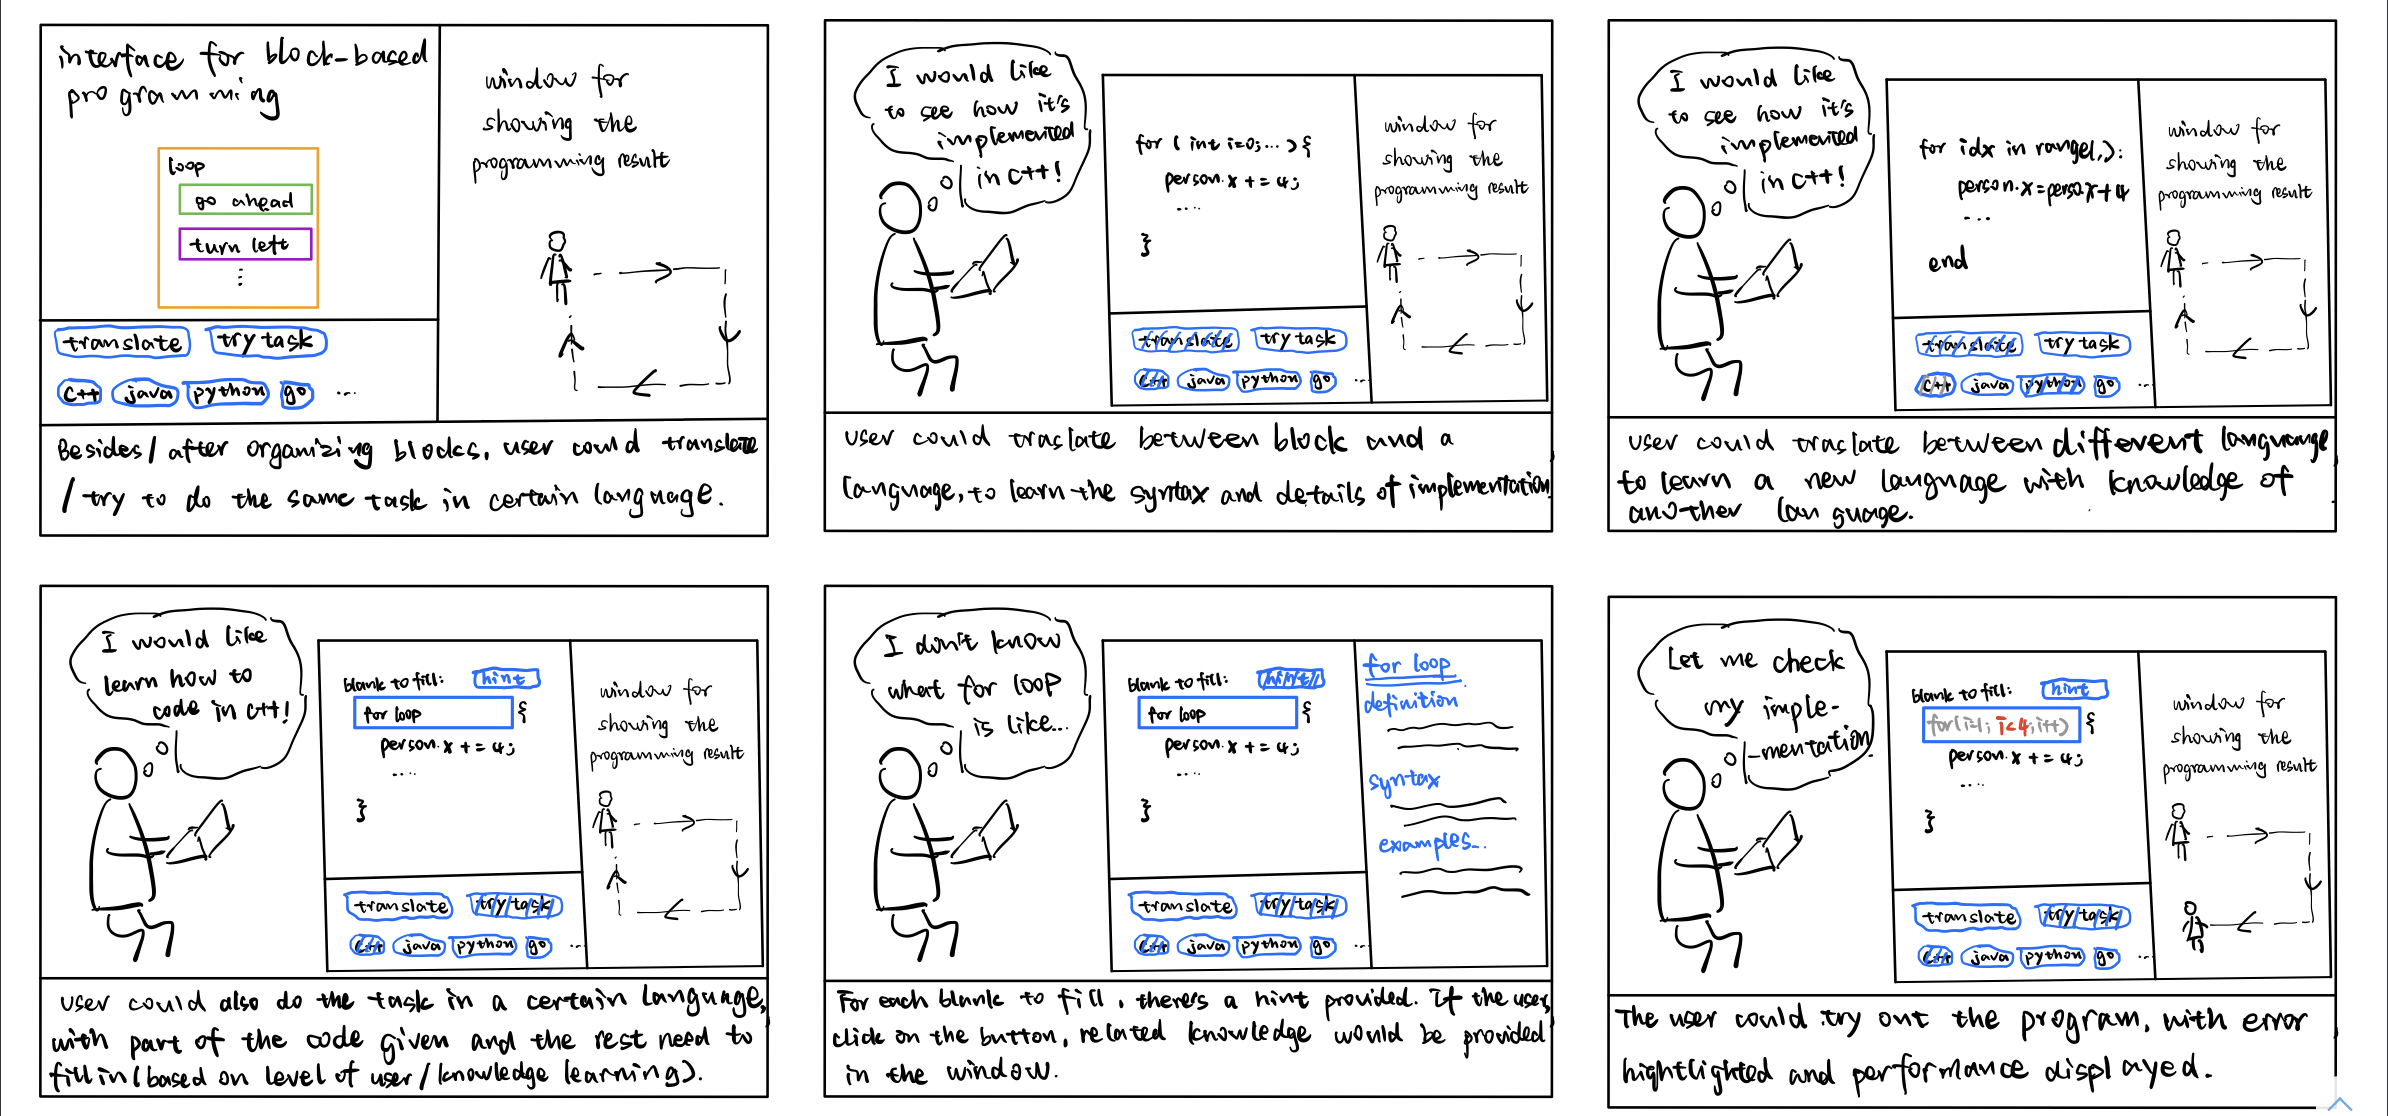 interface for block-based
programming
loop
go ahead
turn left
⋮
window for
showing the
programming result
translate
try task
c++
java
python
go
...
Besides/after organizing blocks, user could translate
/try to do the same task in certain language.
I would like
to see how it's
implemented
in c++!
for (int i=0; ...) {
person.x += 4;
....
}
window for
showing the
programming result
translate
try task
c++
java
python
go
...
user could traslate between block and a
language, to learn the syntax and details of implementation
I would like
to see how it's
implemented
in c++!
for idx in range(,):
person.x=perso.x+4
...
end
window for
showing the
programming result
translate
try task
c++
java
python
go
...
user could traslate between different language
to learn a new language with knowledge of
another language.
I would like
learn how to
code in c++!
blank to fill:
hint
for loop
{
person.x += 4;
....
}
window for
showing the
programming result
translate
try task
c++
java
python
go
...
user could also do the task in a certain language,
with part of the code given and the rest need to
fill in (based on level of user/knowledge learning).
I don't know
what for loop
is like...
blank to fill:
hint
for loop
{
person.x += 4;
....
}
for loop
definition
syntax
examples...
translate
try task
c++
java
python
go
...
For each blank to fill, there's a hint provided. If the user
click on the button, related knowledge would be provided
in the window.
Let me check
my imple-
-mentation
blank to fill:
hint
for(i=1; i<4; i++)
{
person.x += 4;
....
}
window for
showing the
programming result
translate
try task
c++
java
python
go
...
The user could try out the program, with error
hightlighted and performance displayed.